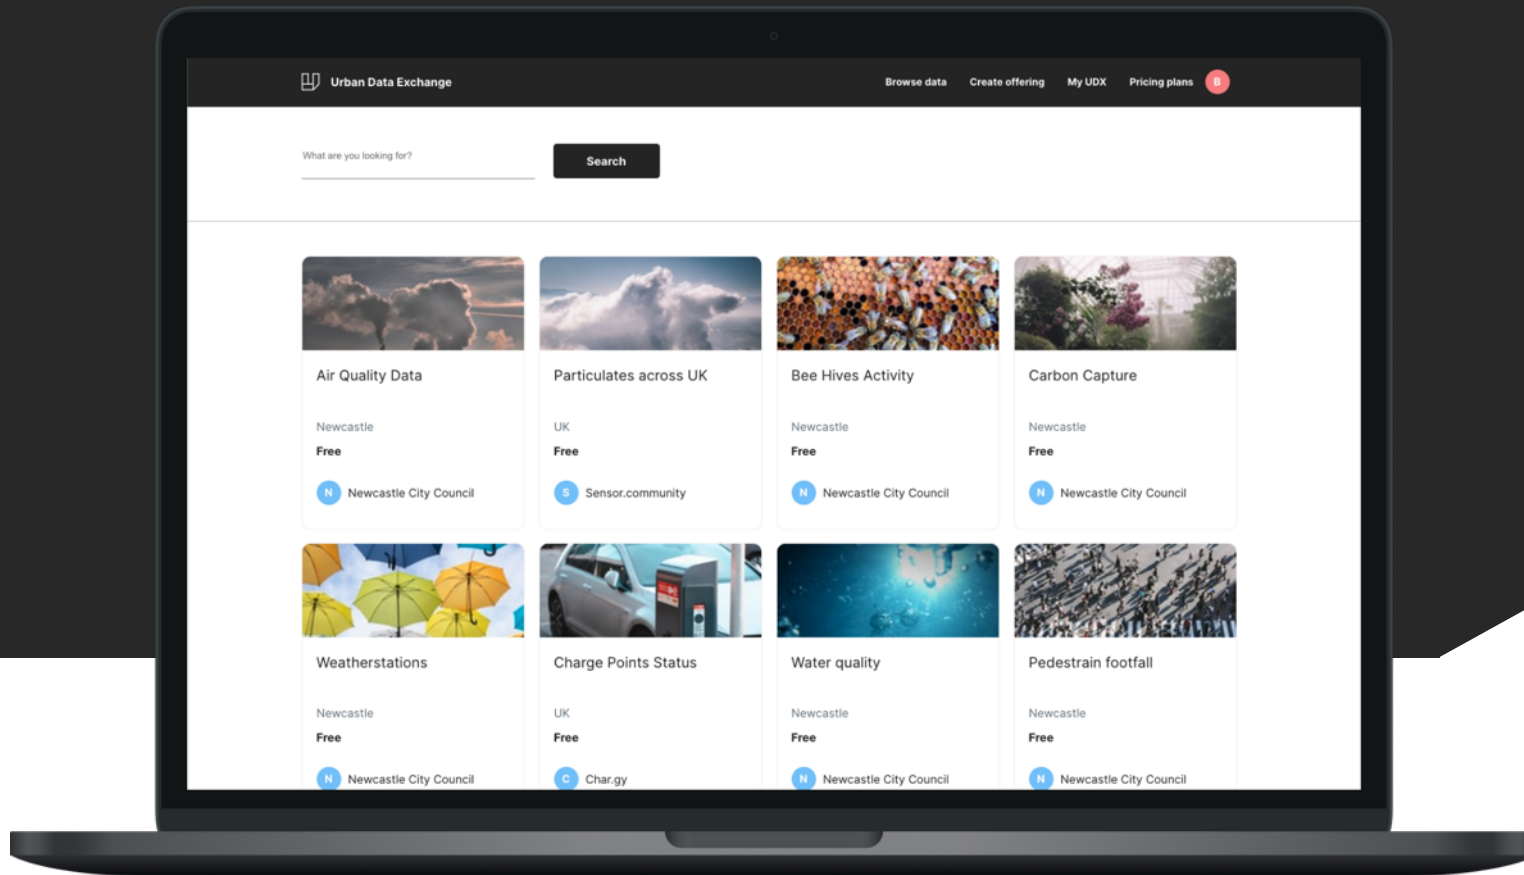 Urban Data Exchange
Browse data
Create offering
My UDX
Pricing plans
B
What are you looking for?
Search
Air Quality Data
Newcastle
Free
N Newcastle City Council
Particulates across UK
UK
Free
S Sensor.community
Bee Hives Activity
Newcastle
Free
N Newcastle City Council
Carbon Capture
Newcastle
Free
N Newcastle City Council
Weatherstations
Newcastle
Free
N Newcastle City Council
Charge Points Status
UK
Free
C Char.gy
Water quality
Newcastle
Free
N Newcastle City Council
Pedestrain footfall
Newcastle
Free
N Newcastle City Council